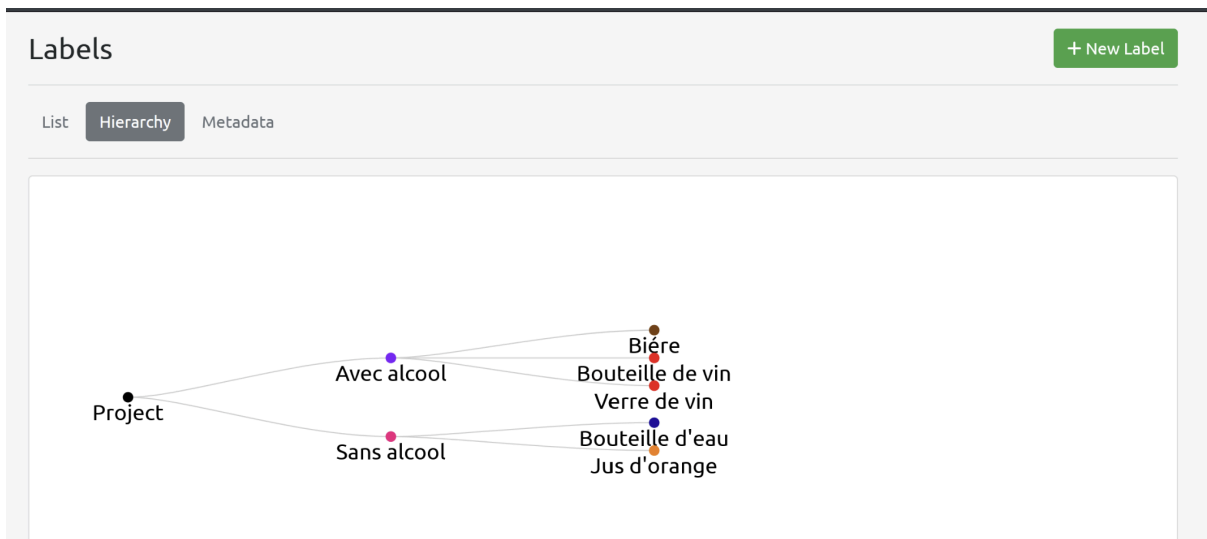 Labels
+ New Label
List Hierarchy Metadata
Biére
Avec alcool
Bouteille de vin
Verre de vin
Project
Bouteille d'eau
Sans alcool
Jus d'orange